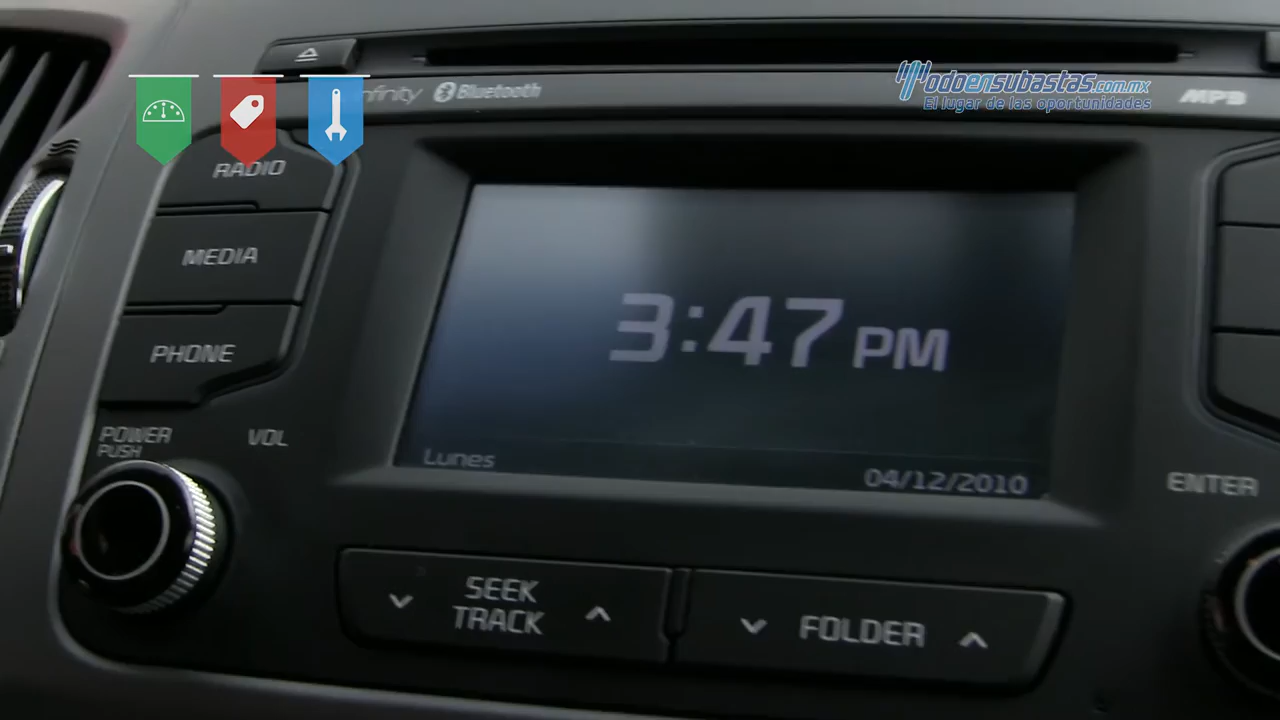 infinity Bluetooth
Todoensubastas.com.mx
El lugar de las oportunidades
MP3
RADIO
MEDIA
PHONE
POWER
PUSH
VOL
3:47 PM
Lunes
04/12/2010
ENTER
SEEK
TRACK
FOLDER